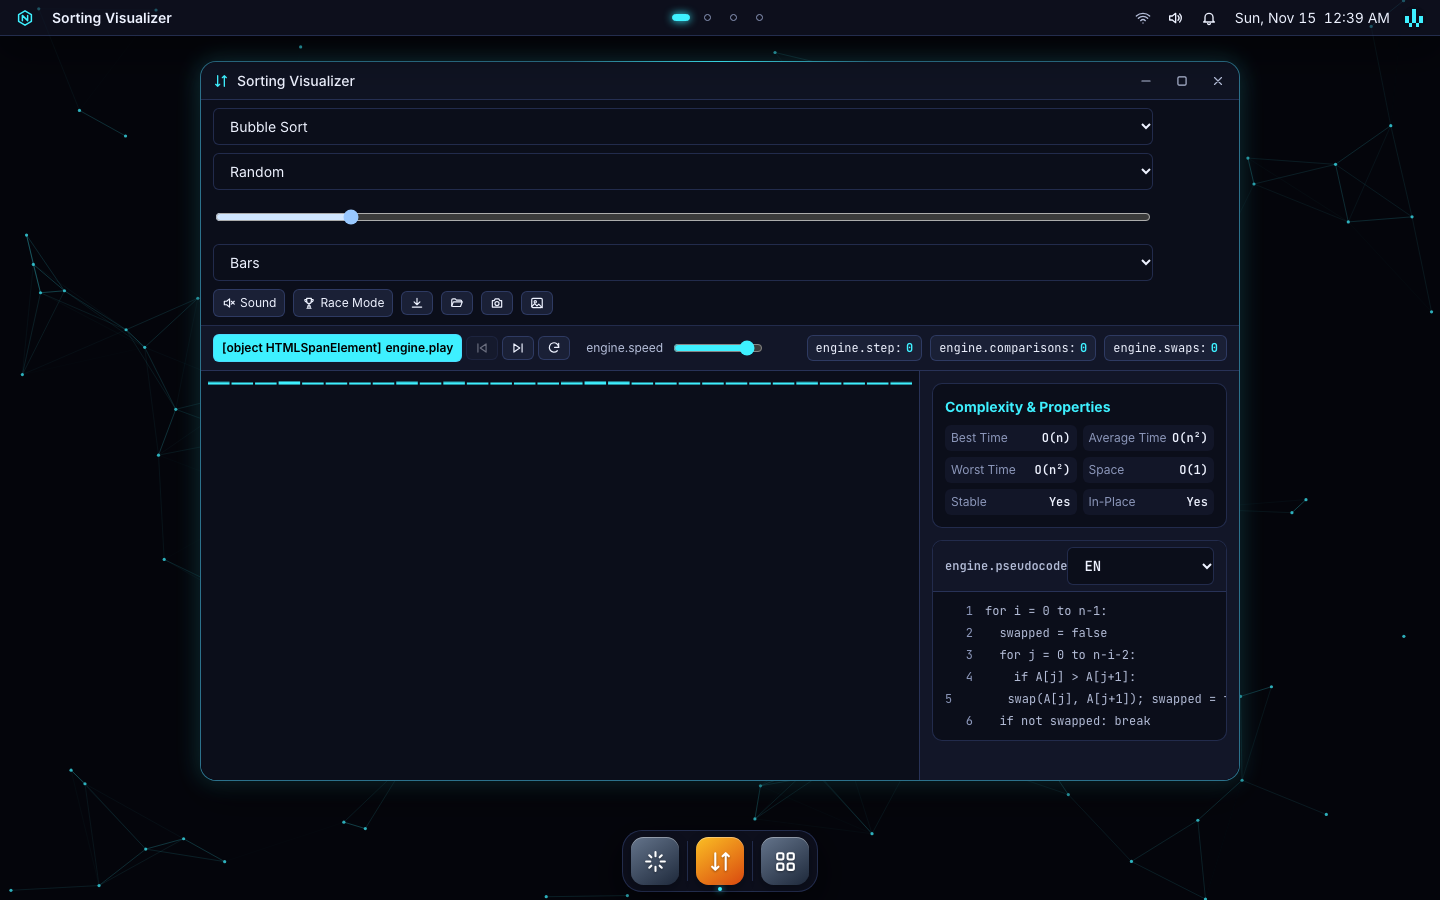 Sorting Visualizer
Sun, Nov 15 12:39 AM
Sorting Visualizer
Bubble Sort
Random
Bars
Sound
Race Mode
[object HTMLSpanElement] engine.play
engine.speed
engine.step: 0
engine.comparisons: 0
engine.swaps: 0
Complexity & Properties
Best Time O(n)
Average Time O(n²)
Worst Time O(n²)
Space O(1)
Stable Yes
In-Place Yes
engine.pseudocode
EN
1 for i = 0 to n-1:
2 swapped = false
3 for j = 0 to n-i-2:
4 if A[j] > A[j+1]:
5 swap(A[j], A[j+1]); swapped =
6 if not swapped: break